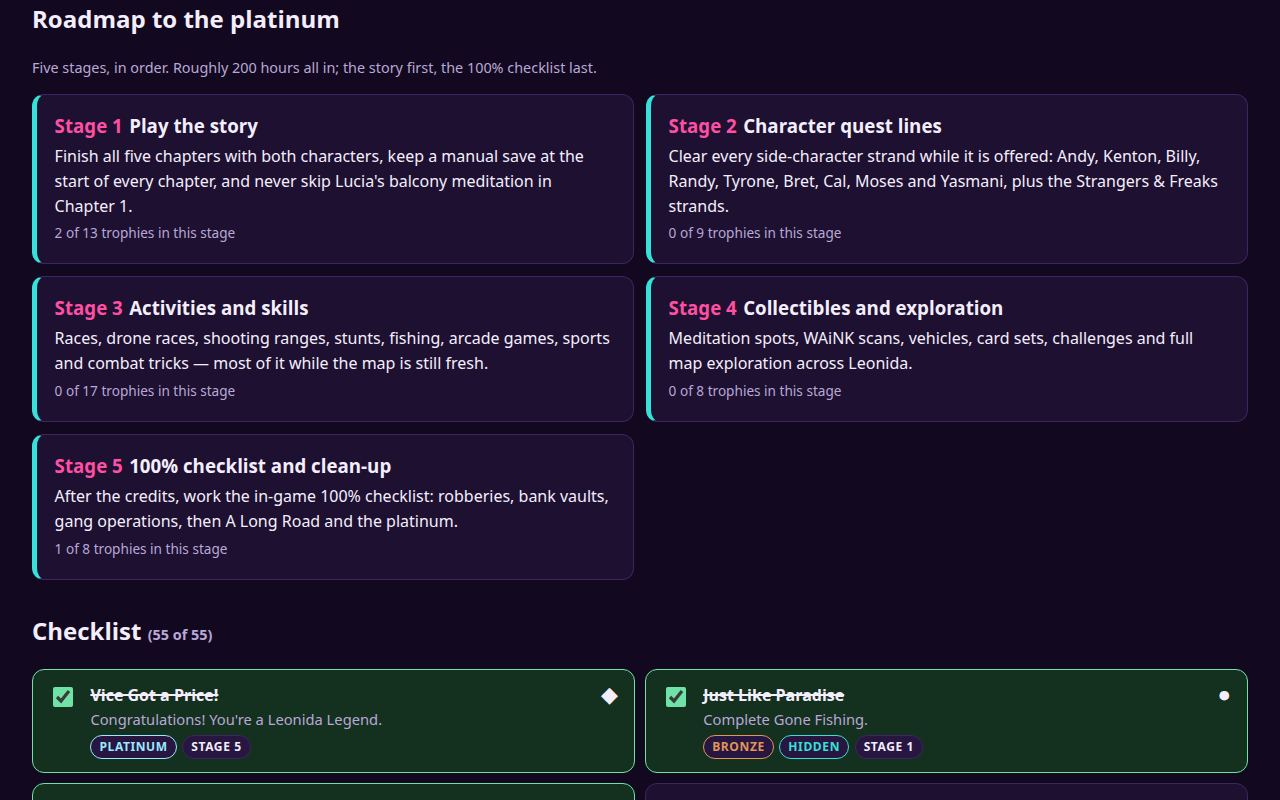 Roadmap to the platinum
Five stages, in order. Roughly 200 hours all in; the story first, the 100% checklist last.
Stage 1 Play the story
Finish all five chapters with both characters, keep a manual save at the
start of every chapter, and never skip Lucia's balcony meditation in
Chapter 1.
2 of 13 trophies in this stage
Stage 2 Character quest lines
Clear every side-character strand while it is offered: Andy, Kenton, Billy,
Randy, Tyrone, Bret, Cal, Moses and Yasmani, plus the Strangers & Freaks
strands.
0 of 9 trophies in this stage
Stage 3 Activities and skills
Races, drone races, shooting ranges, stunts, fishing, arcade games, sports
and combat tricks — most of it while the map is still fresh.
0 of 17 trophies in this stage
Stage 4 Collectibles and exploration
Meditation spots, WAiNK scans, vehicles, card sets, challenges and full
map exploration across Leonida.
0 of 8 trophies in this stage
Stage 5 100% checklist and clean-up
After the credits, work the in-game 100% checklist: robberies, bank vaults,
gang operations, then A Long Road and the platinum.
1 of 8 trophies in this stage
Checklist (55 of 55)
Vice Got a Price!
Congratulations! You're a Leonida Legend.
PLATINUM STAGE 5
Just Like Paradise
Complete Gone Fishing.
BRONZE HIDDEN STAGE 1